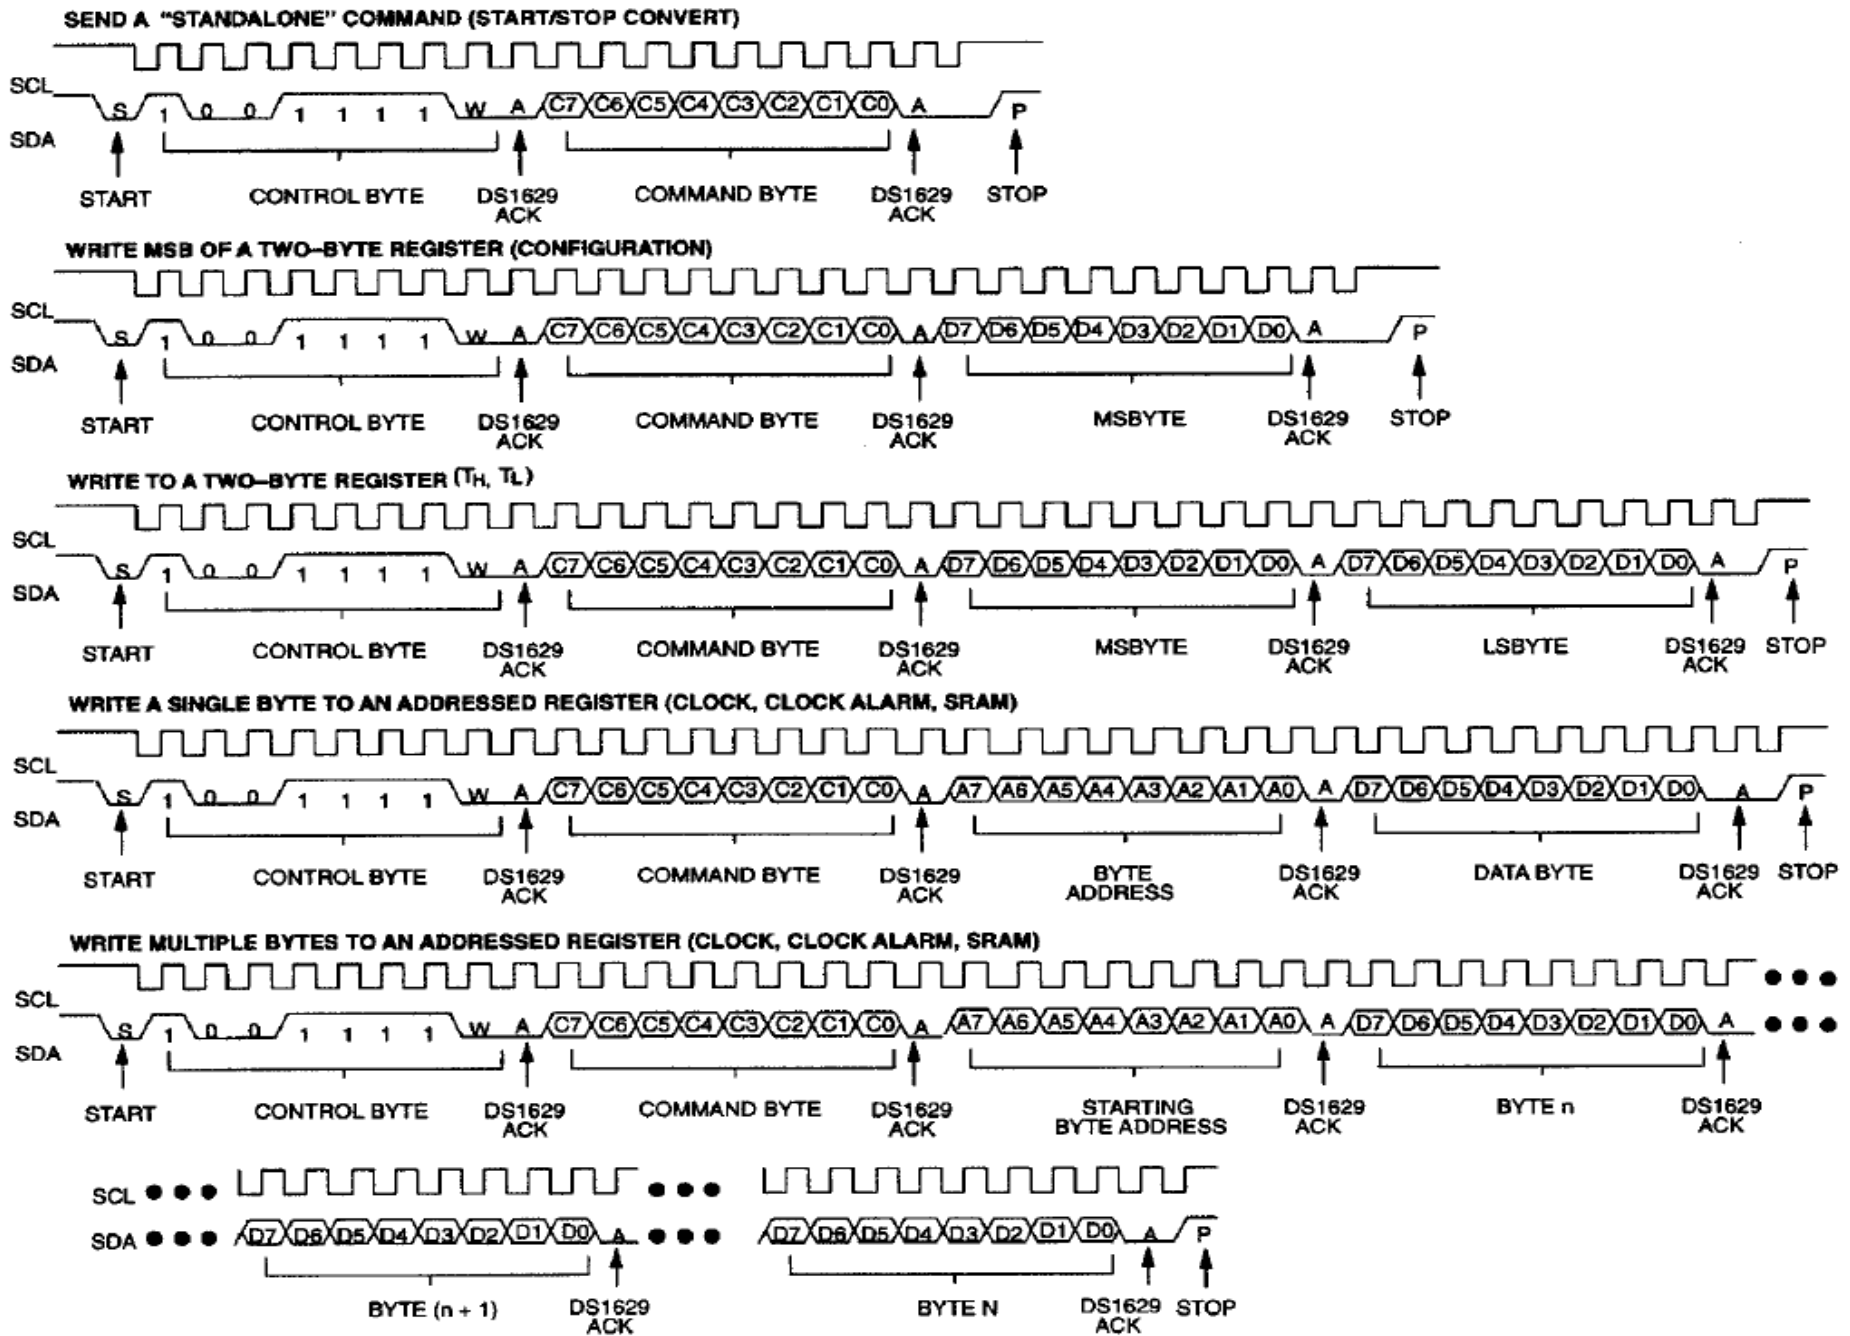 SEND A “STANDALONE” COMMAND (START/STOP CONVERT)
SCL
S 1 0 0 1 1 1 1 W A C7 C6 C5 C4 C3 C2 C1 C0 A P
SDA
START CONTROL BYTE DS1629 ACK COMMAND BYTE DS1629 ACK STOP
WRITE MSB OF A TWO–BYTE REGISTER (CONFIGURATION)
SCL
S 1 0 0 1 1 1 1 W A C7 C6 C5 C4 C3 C2 C1 C0 A D7 D6 D5 D4 D3 D2 D1 D0 A P
SDA
START CONTROL BYTE DS1629 ACK COMMAND BYTE DS1629 ACK MSBYTE DS1629 ACK STOP
WRITE TO A TWO–BYTE REGISTER (TH, TL)
SCL
S 1 0 0 1 1 1 1 W A C7 C6 C5 C4 C3 C2 C1 C0 A D7 D6 D5 D4 D3 D2 D1 D0 A D7 D6 D5 D4 D3 D2 D1 D0 A P
SDA
START CONTROL BYTE DS1629 ACK COMMAND BYTE DS1629 ACK MSBYTE DS1629 ACK LSBYTE DS1629 ACK STOP
WRITE A SINGLE BYTE TO AN ADDRESSED REGISTER (CLOCK, CLOCK ALARM, SRAM)
SCL
S 1 0 0 1 1 1 1 W A C7 C6 C5 C4 C3 C2 C1 C0 A A7 A6 A5 A4 A3 A2 A1 A0 A D7 D6 D5 D4 D3 D2 D1 D0 A P
SDA
START CONTROL BYTE DS1629 ACK COMMAND BYTE DS1629 ACK BYTE ADDRESS DS1629 ACK DATA BYTE DS1629 ACK STOP
WRITE MULTIPLE BYTES TO AN ADDRESSED REGISTER (CLOCK, CLOCK ALARM, SRAM)
SCL
S 1 0 0 1 1 1 1 W A C7 C6 C5 C4 C3 C2 C1 C0 A A7 A6 A5 A4 A3 A2 A1 A0 A D7 D6 D5 D4 D3 D2 D1 D0 A
SDA
START CONTROL BYTE DS1629 ACK COMMAND BYTE DS1629 ACK STARTING BYTE ADDRESS DS1629 ACK BYTE n DS1629 ACK
SCL
SDA D7 D6 D5 D4 D3 D2 D1 D0 A D7 D6 D5 D4 D3 D2 D1 D0 A P
BYTE (n + 1) DS1629 ACK BYTE N DS1629 ACK STOP